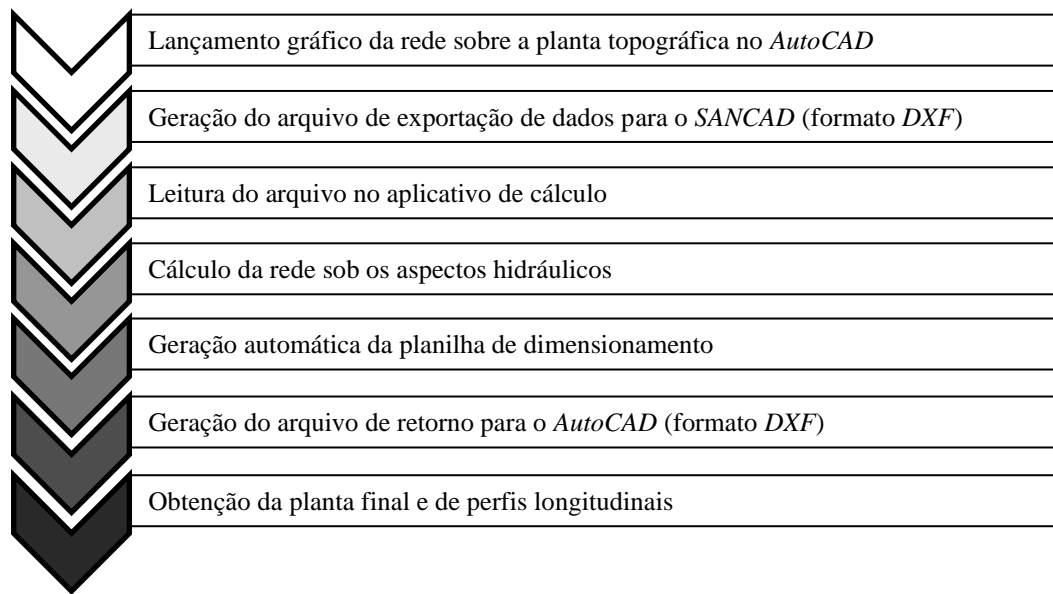 Lançamento gráfico da rede sobre a planta topográfica no AutoCAD
Geração do arquivo de exportação de dados para o SANCAD (formato DXF)
Leitura do arquivo no aplicativo de cálculo
Cálculo da rede sob os aspectos hidráulicos
Geração automática da planilha de dimensionamento
Geração do arquivo de retorno para o AutoCAD (formato DXF)
Obtenção da planta final e de perfis longitudinais